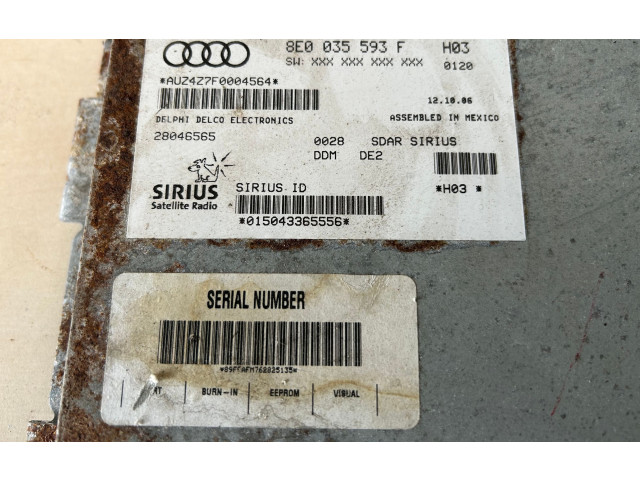 8E0 035 593 F H03
SW: XXX XXX XXX XXX 0120
*AUZ4Z7F0004564*
12.10.06
DELPHI DELCO ELECTRONICS ASSEMBLED IN MEXICO
28046565
0028 SDAR SIRIUS
DDM DE2
SIRIUS
Satellite Radio
SIRIUS ID
*H03 *
*015043365556*
SERIAL NUMBER
BURN-IN EEPROM VISUAL